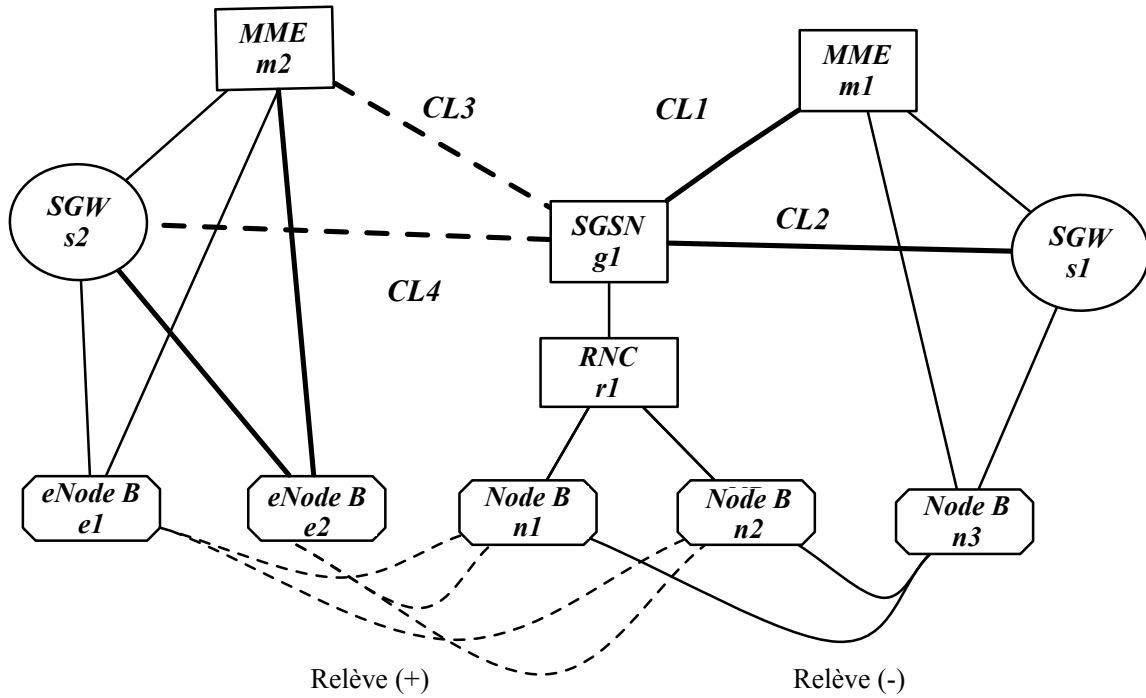 MME
m2
MME
m1
CL3
CL1
SGW
s2
SGSN
g1
CL2
SGW
s1
CL4
RNC
r1
eNode B
e1
eNode B
e2
Node B
n1
Node B
n2
Node B
n3
Relève (+)
Relève (-)